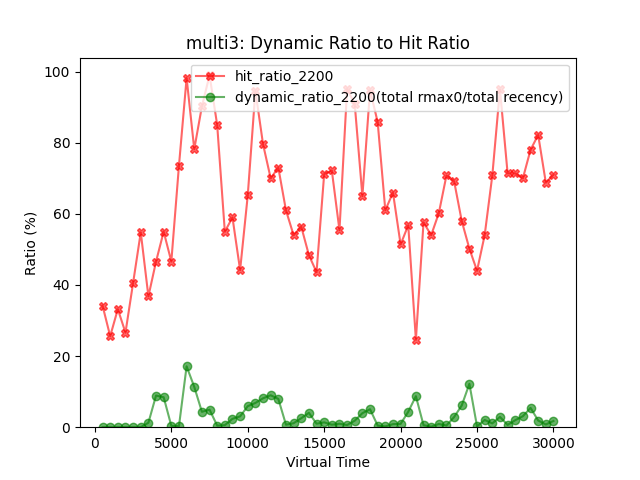 multi3: Dynamic Ratio to Hit Ratio
hit_ratio_2200
dynamic_ratio_2200(total rmax0/total recency)
Ratio (%)
100
80
60
40
20
0
0 5000 10000 15000 20000 25000 30000
Virtual Time